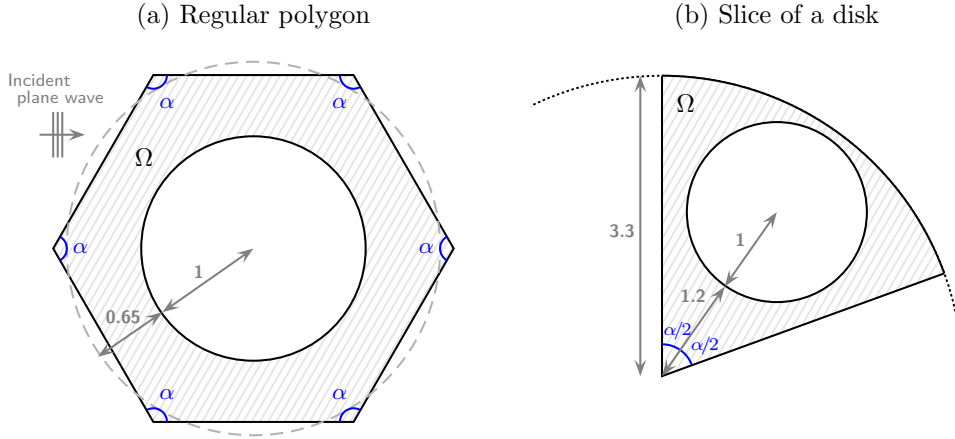 (a) Regular polygon
(b) Slice of a disk
Incident
plane wave
α
α
Ω
α
α
1
0.65
α
α
Ω
3.3
1
1.2
α/2
α/2